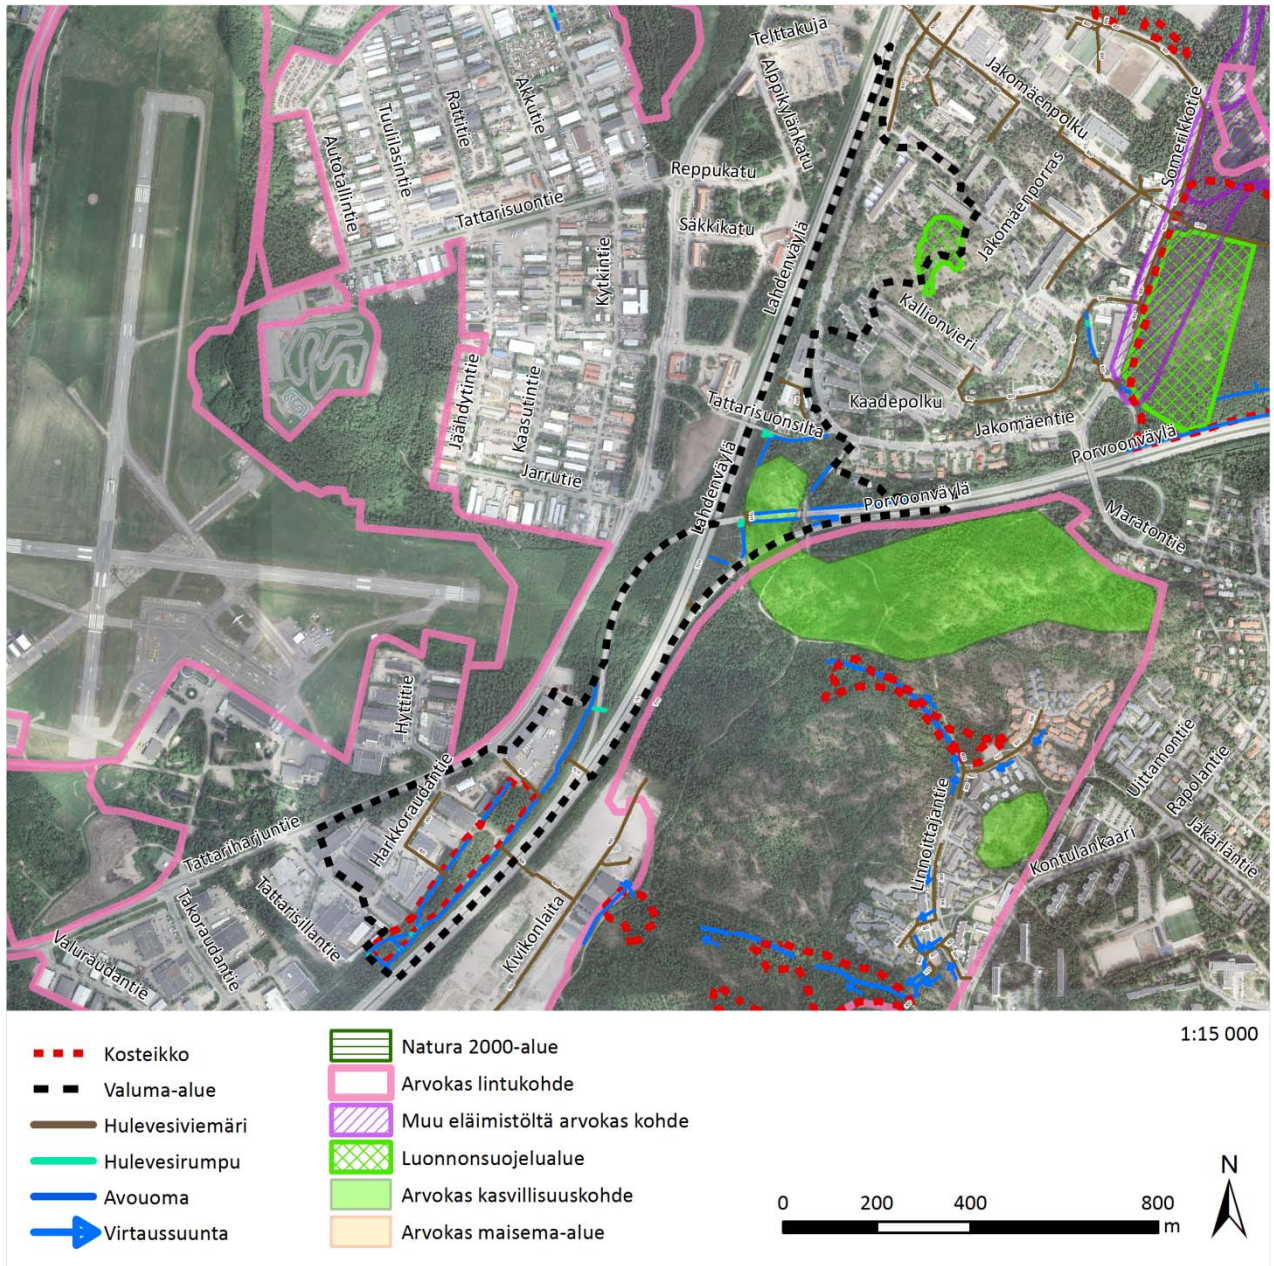 Telttakuja
Alppikylänkatu
Akkutie
Rattitie
Tuulilasintie
Autotallintie
Tattarisuontie
Reppukatu
Säkkikatu
Kytkintie
Lahdenväylä
Jakomäenpolku
Somerikkotie
Jakomäenporras
Kallionvieri
Kaadepolku
Jakomäentie
Tattarisuonsilta
Jäähdytintie
Kaasutintie
Jarrutie
Lahdenväylä
Porvoonväylä
Porvoonväylä
Maratontie
Hyttitie
Harkkoraudantie
Tattariharjuntie
Tattarisillantie
Takoraudantie
Valuraudantie
Kivikonlaita
Linnoittajantie
Kontulankaari
Uittamontie
Rapolantie
Jäkärläntie
Kosteikko
Valuma-alue
Hulevesiviemäri
Hulevesirumpu
Avouoma
Virtaussuunta
Natura 2000-alue
Arvokas lintukohde
Muu eläimistöltä arvokas kohde
Luonnonsuojelualue
Arvokas kasvillisuuskohde
Arvokas maisema-alue
1:15 000
N
0 200 400 800
m